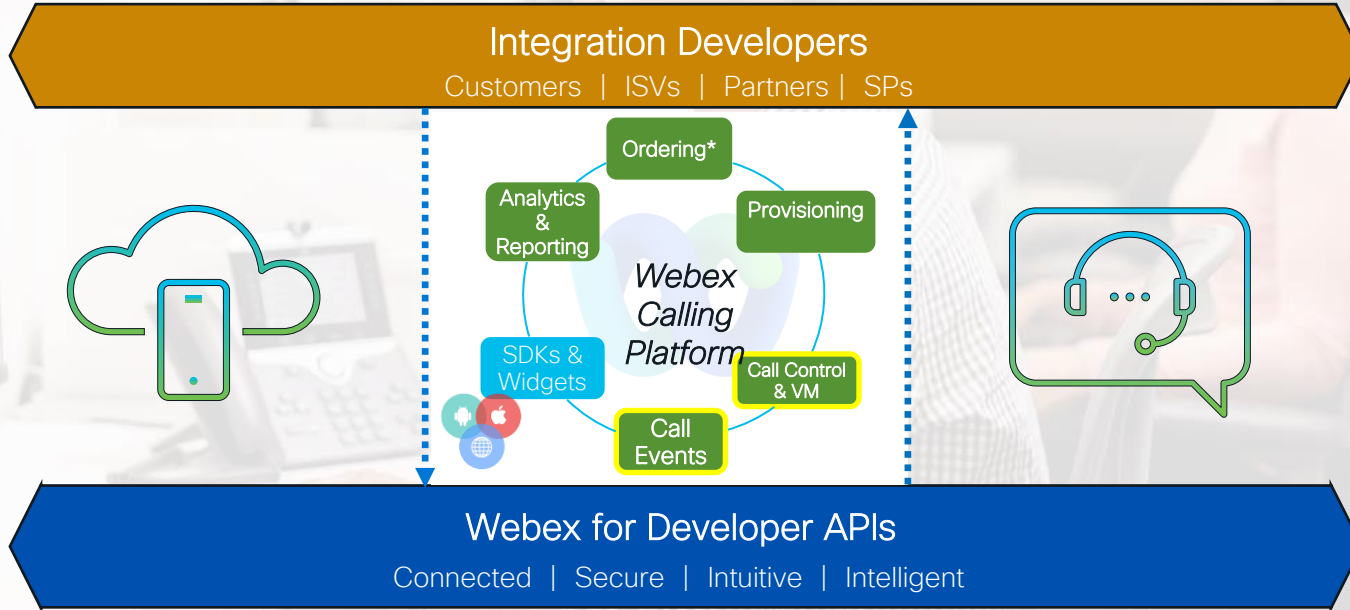 Integration Developers
Customers | ISVs | Partners | SPs
Ordering*
Analytics
&
Reporting
Provisioning
Webex
Calling
Platform
SDKs &
Widgets
Call Control
& VM
Call
Events
Webex for Developer APIs
Connected | Secure | Intuitive | Intelligent